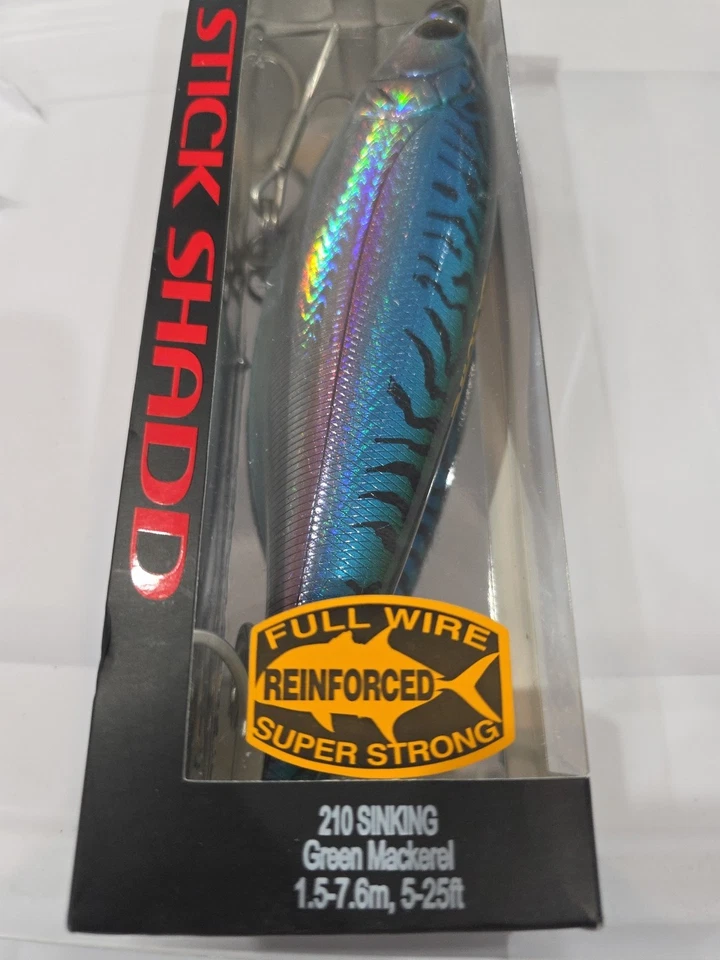 STICK SHADD
FULL WIRE
REINFORCED
SUPER STRONG
210 SINKING
Green Mackerel
1.5-7.6m, 5-25ft